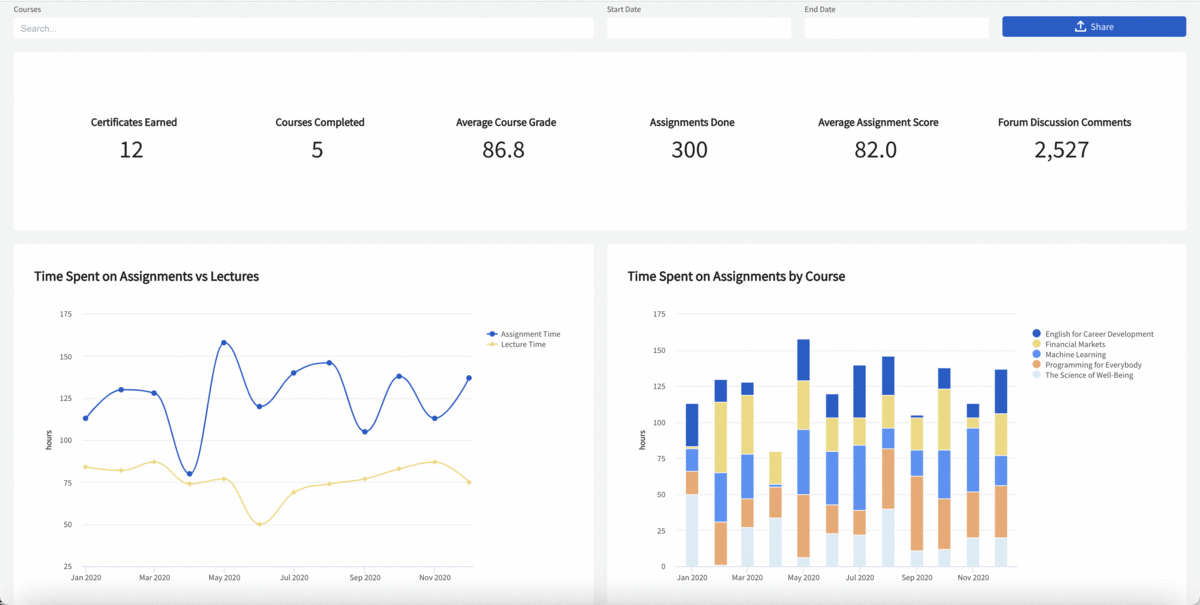 Courses
Start Date
End Date
Search...
Share
Certificates Earned
Courses Completed
Average Course Grade
Assignments Done
Average Assignment Score
Forum Discussion Comments
12
5
86.8
300
82.0
2,527
Time Spent on Assignments vs Lectures
175
150
125
100
75
50
25
hours
Jan 2020
Mar 2020
May 2020
Jul 2020
Sep 2020
Nov 2020
Assignment Time
Lecture Time
Time Spent on Assignments by Course
175
150
125
100
75
50
25
0
hours
Jan 2020
Mar 2020
May 2020
Jul 2020
Sep 2020
Nov 2020
English for Career Development
Financial Markets
Machine Learning
Programming for Everybody
The Science of Well-Being